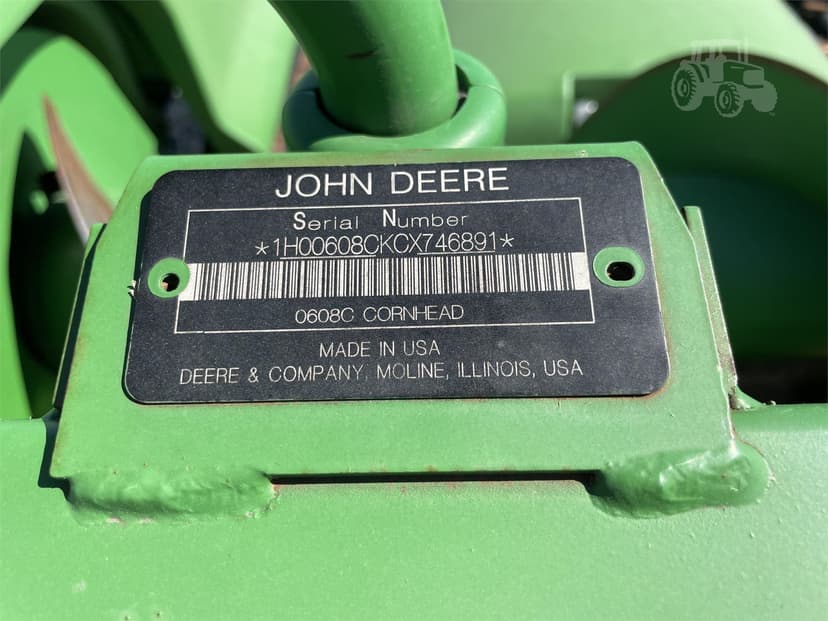 JOHN DEERE
Serial Number
*1H00608CKCX746891*
0608C CORNHEAD
MADE IN USA
DEERE & COMPANY, MOLINE, ILLINOIS, USA